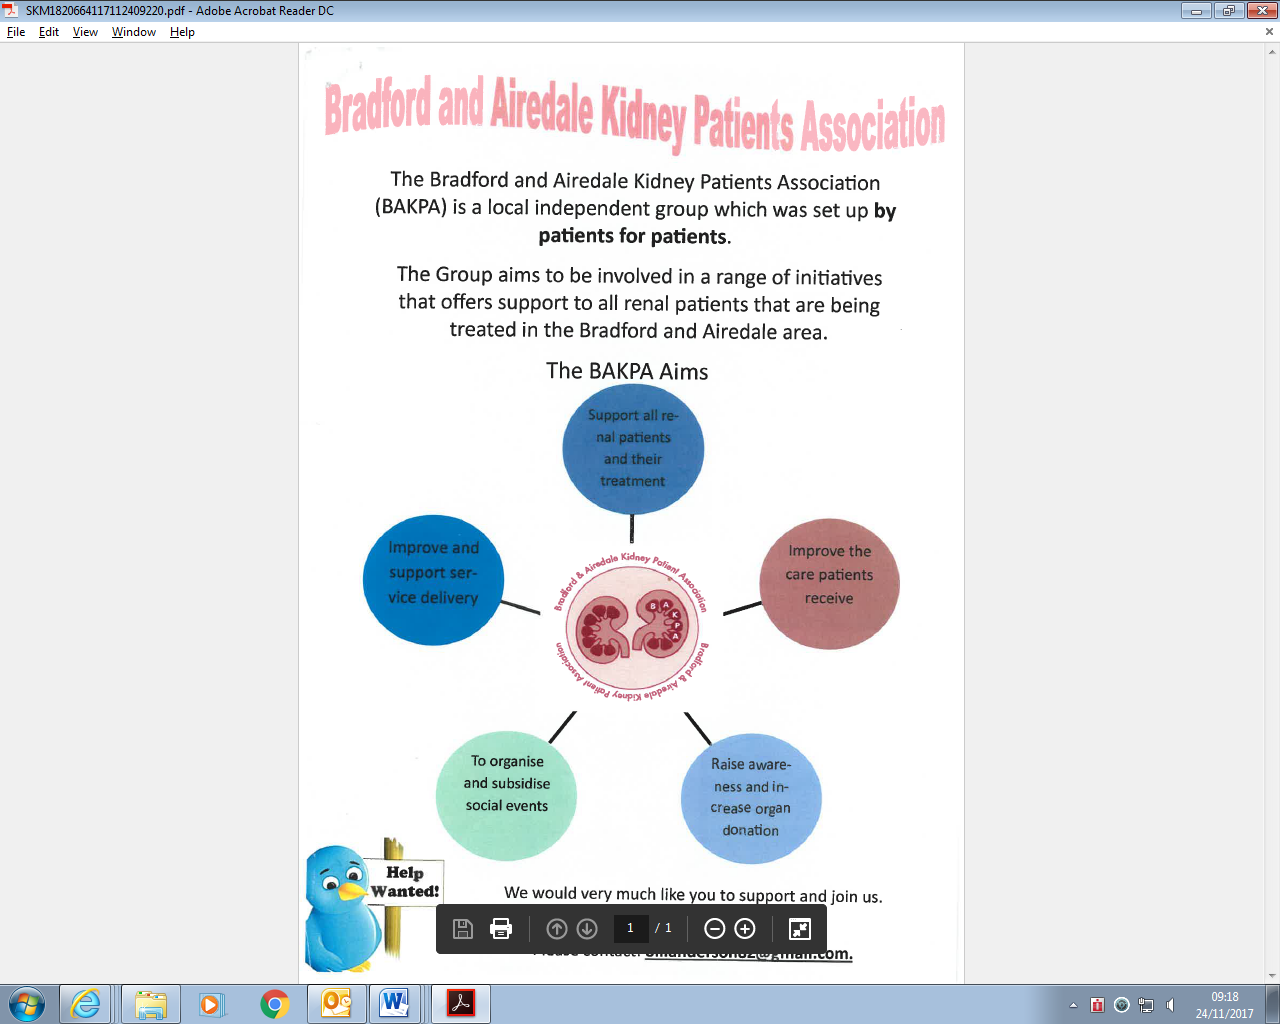 SKM1820664117112409220.pdf - Adobe Acrobat Reader DC
File Edit View Window Help
Bradford and Airedale Kidney Patients Association
The Bradford and Airedale Kidney Patients Association
(BAKPA) is a local independent group which was set up by
patients for patients.
The Group aims to be involved in a range of initiatives
that offers support to all renal patients that are being
treated in the Bradford and Airedale area.
The BAKPA Aims
Support all re-
nal patients
and their
treatment
Improve and
support ser-
vice delivery
Improve the
care patients
receive
Bradford & Airedale Kidney Patient Association
B A K P A
Bradford & Airedale Kidney Patient Association
To organise
and subsidise
social events
Raise aware-
ness and in-
crease organ
donation
Help
Wanted!
We would very much like you to support and join us.
1 / 1
09:18
24/11/2017